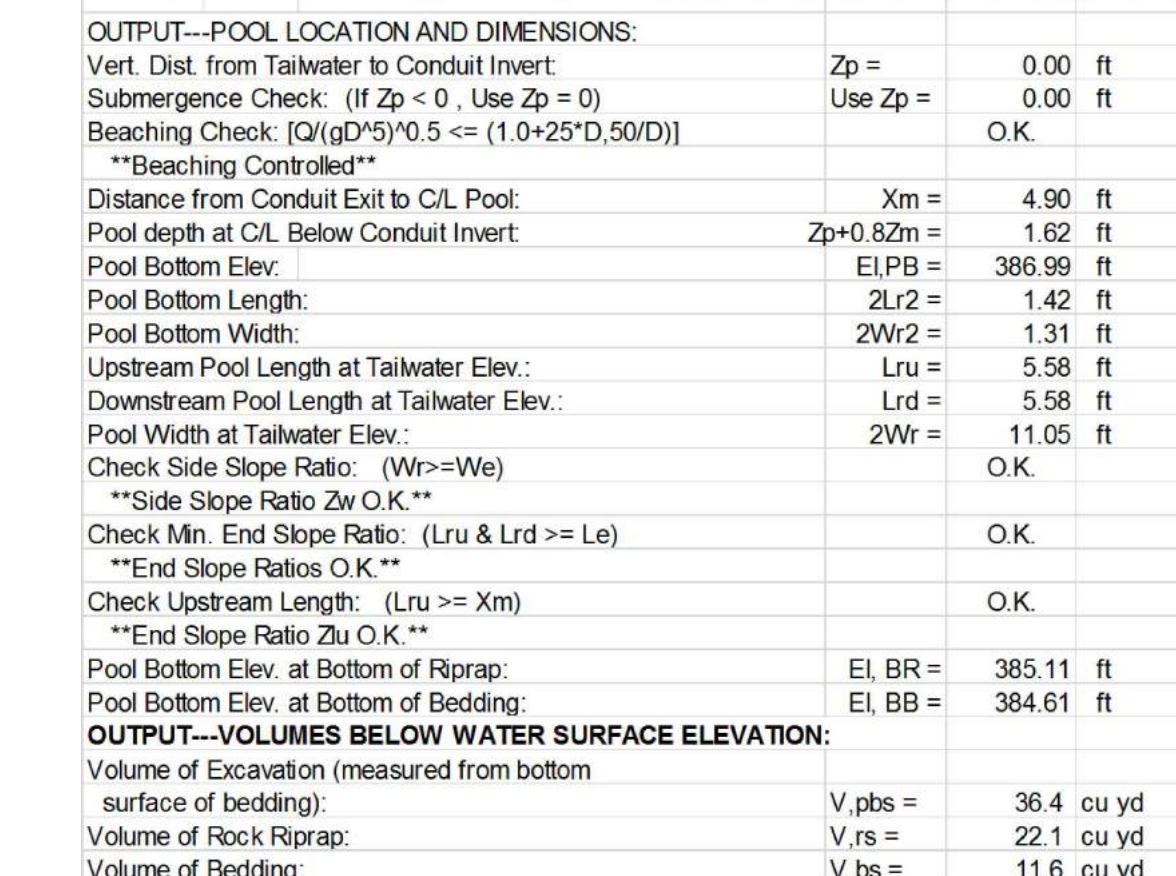 OUTPUT---POOL LOCATION AND DIMENSIONS:
Vert. Dist. from Tailwater to Conduit Invert: Zp = 0.00 ft
Submergence Check: (If Zp < 0 , Use Zp = 0) Use Zp = 0.00 ft
Beaching Check: [Q/(gD^5)^0.5 <= (1.0+25*D,50/D)] O.K.
**Beaching Controlled**
Distance from Conduit Exit to C/L Pool: Xm = 4.90 ft
Pool depth at C/L Below Conduit Invert: Zp+0.8Zm = 1.62 ft
Pool Bottom Elev: El,PB = 386.99 ft
Pool Bottom Length: 2Lr2 = 1.42 ft
Pool Bottom Width: 2Wr2 = 1.31 ft
Upstream Pool Length at Tailwater Elev.: Lru = 5.58 ft
Downstream Pool Length at Tailwater Elev.: Lrd = 5.58 ft
Pool Width at Tailwater Elev.: 2Wr = 11.05 ft
Check Side Slope Ratio: (Wr>=We) O.K.
**Side Slope Ratio Zw O.K.**
Check Min. End Slope Ratio: (Lru & Lrd >= Le) O.K.
**End Slope Ratios O.K.**
Check Upstream Length: (Lru >= Xm) O.K.
**End Slope Ratio Zlu O.K.**
Pool Bottom Elev. at Bottom of Riprap: El, BR = 385.11 ft
Pool Bottom Elev. at Bottom of Bedding: El, BB = 384.61 ft
OUTPUT---VOLUMES BELOW WATER SURFACE ELEVATION:
Volume of Excavation (measured from bottom
surface of bedding): V,pbs = 36.4 cu yd
Volume of Rock Riprap: V,rs = 22.1 cu yd
Volume of Bedding: V,bs = 11.6 cu yd